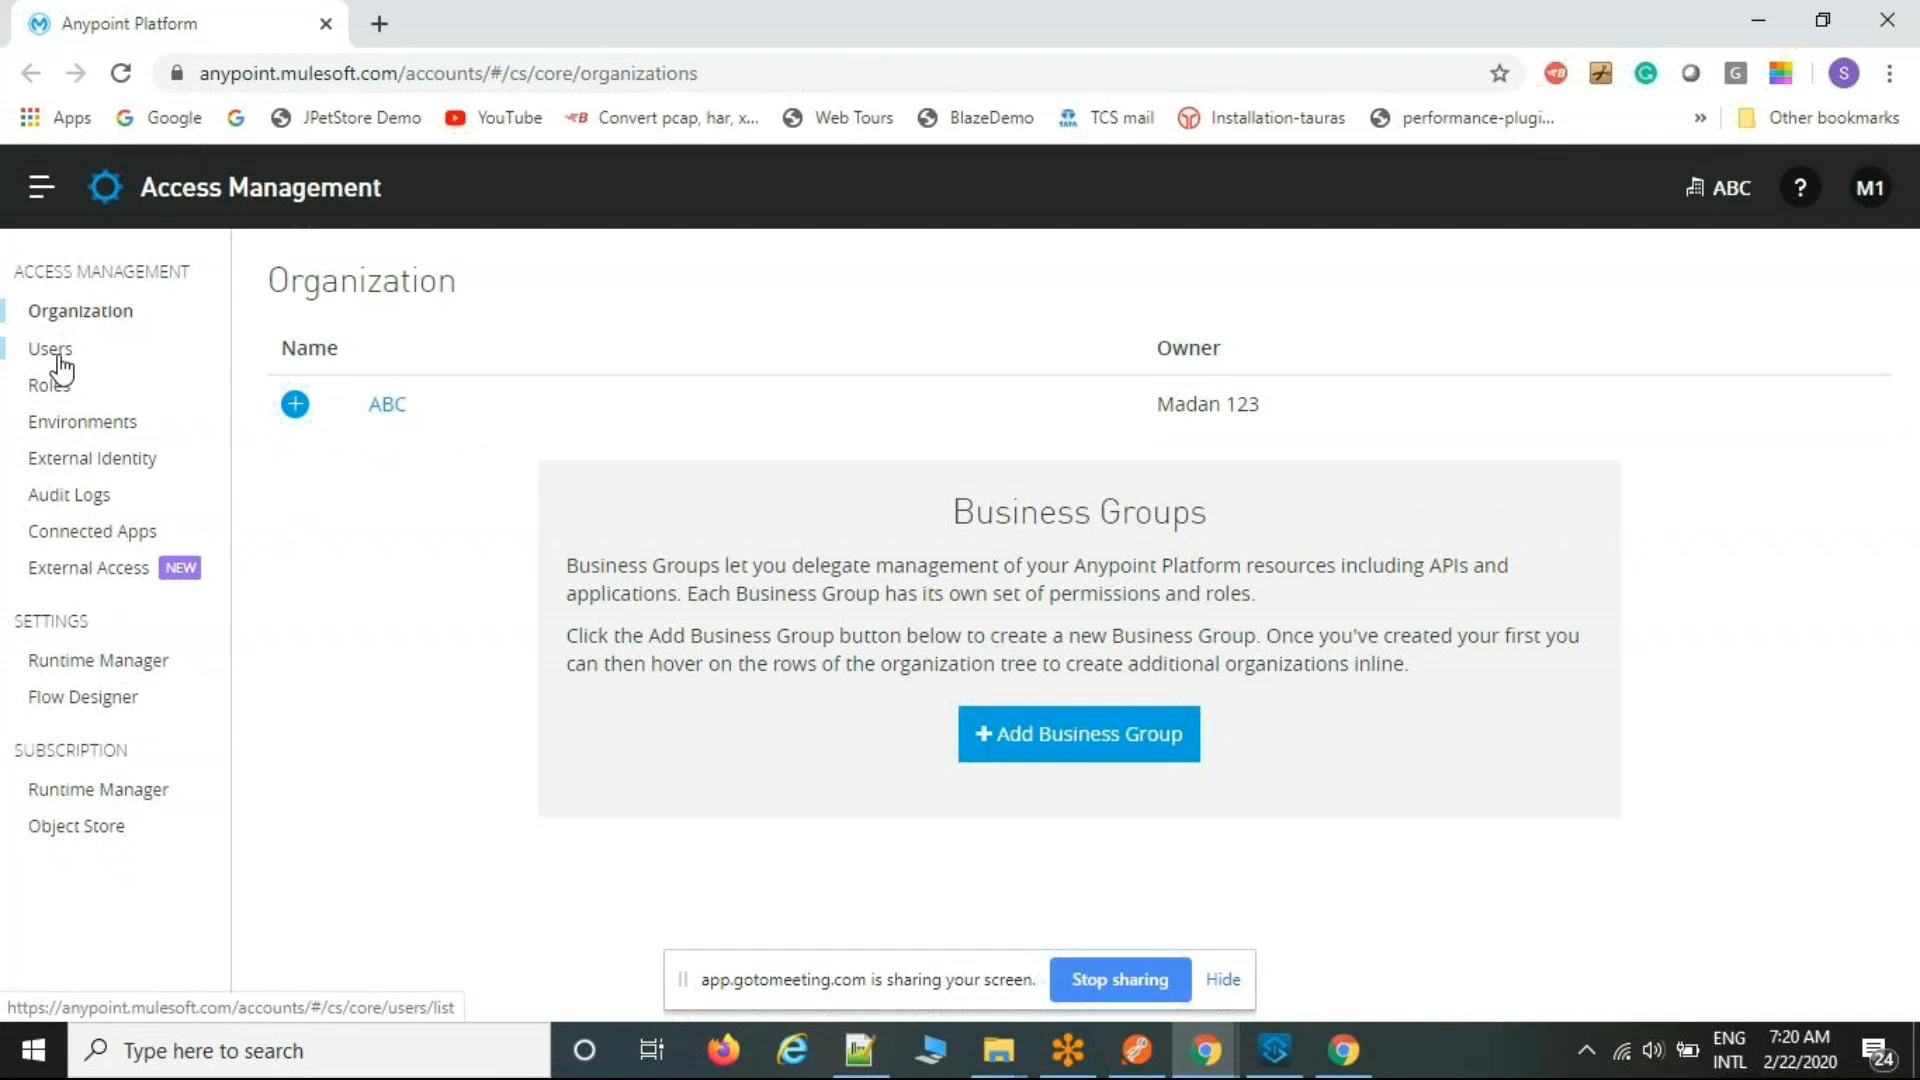 Anypoint Platform
anypoint.mulesoft.com/accounts/#/cs/core/organizations
S
Apps
Google
JPetStore Demo
YouTube
Convert pcap, har, x...
Web Tours
BlazeDemo
TCS mail
Installation-tauras
performance-plugi...
»
Other bookmarks
Access Management
ABC
?
M1
ACCESS MANAGEMENT
Organization
Users
Roles
Environments
External Identity
Audit Logs
Connected Apps
External Access NEW
SETTINGS
Runtime Manager
Flow Designer
SUBSCRIPTION
Runtime Manager
Object Store
Organization
Name Owner
ABC Madan 123
Business Groups
Business Groups let you delegate management of your Anypoint Platform resources including APIs and
applications. Each Business Group has its own set of permissions and roles.
Click the Add Business Group button below to create a new Business Group. Once you've created your first you
can then hover on the rows of the organization tree to create additional organizations inline.
+ Add Business Group
app.gotomeeting.com is sharing your screen. Stop sharing Hide
https://anypoint.mulesoft.com/accounts/#/cs/core/users/list
Type here to search
ENG
INTL
7:20 AM
2/22/2020
24